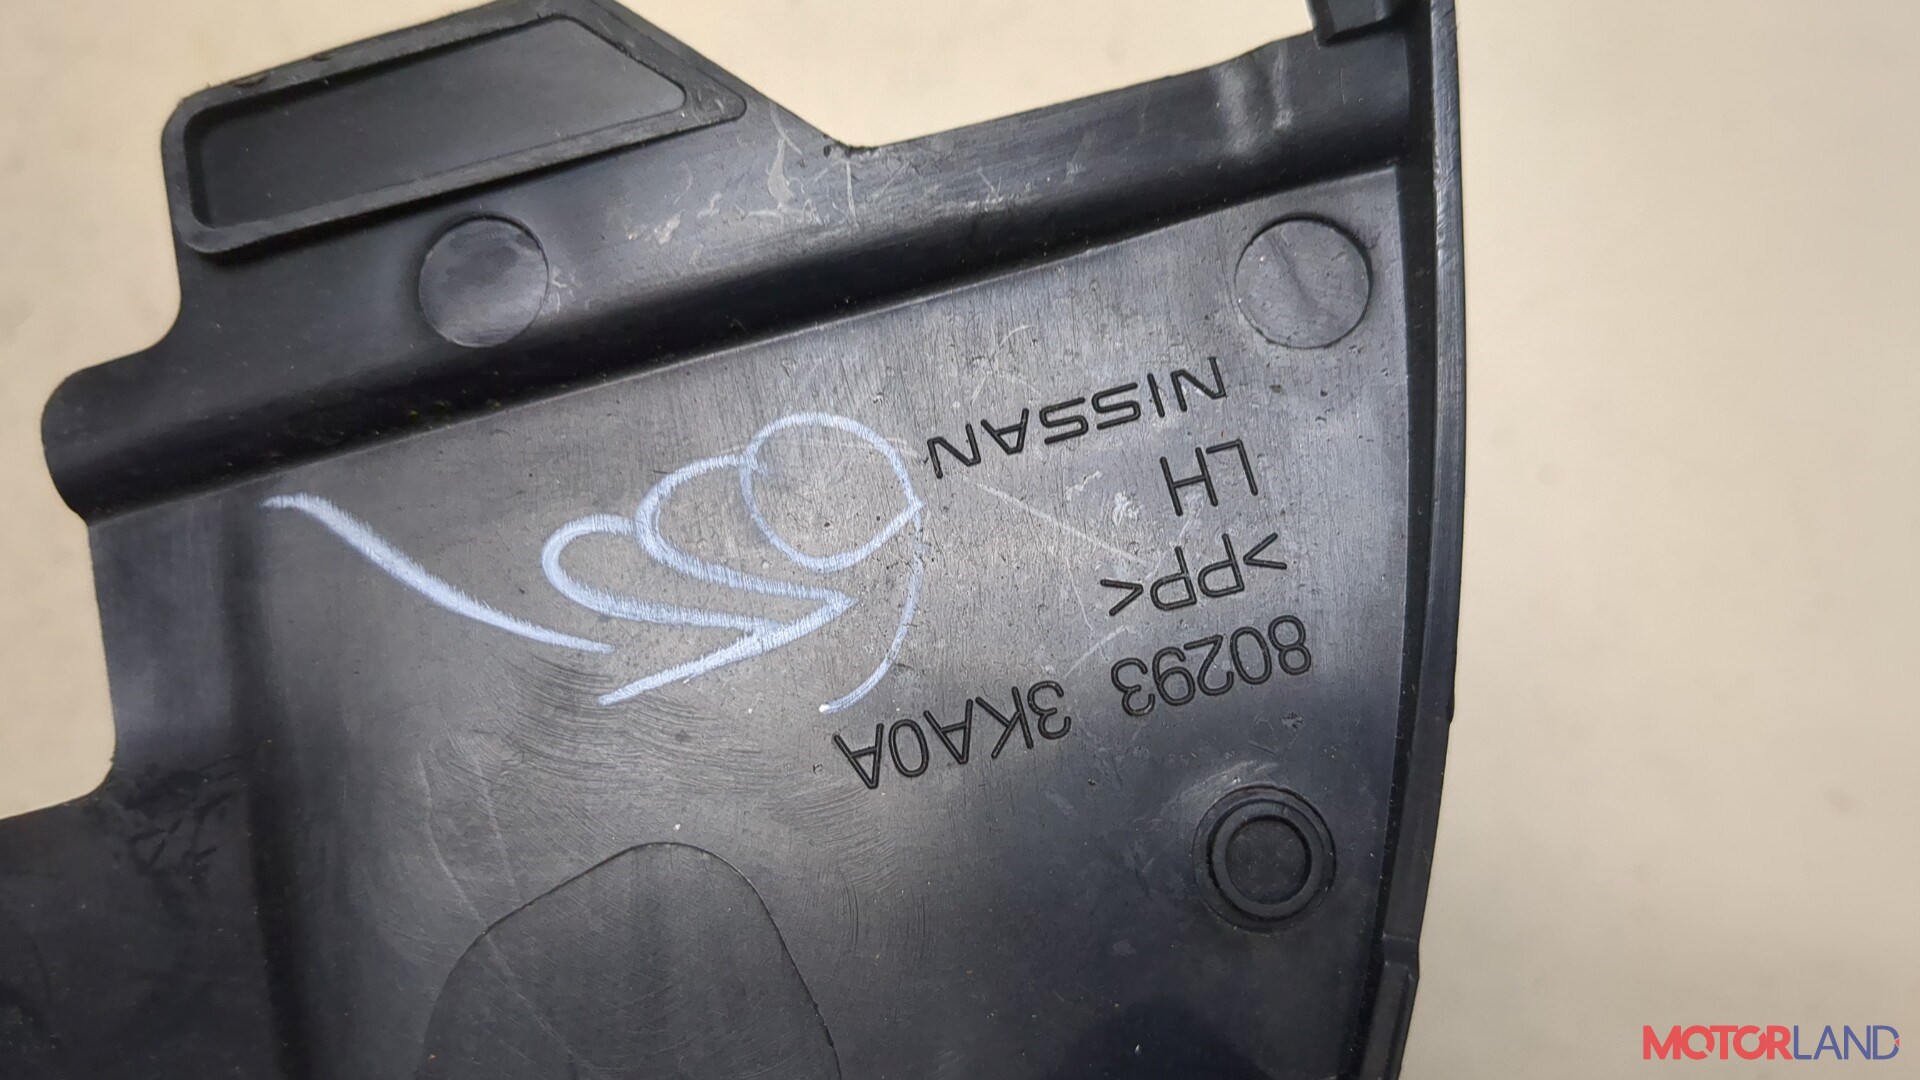 NISSAN
LH
>PP<
80293 3KA0A
MOTORLAND